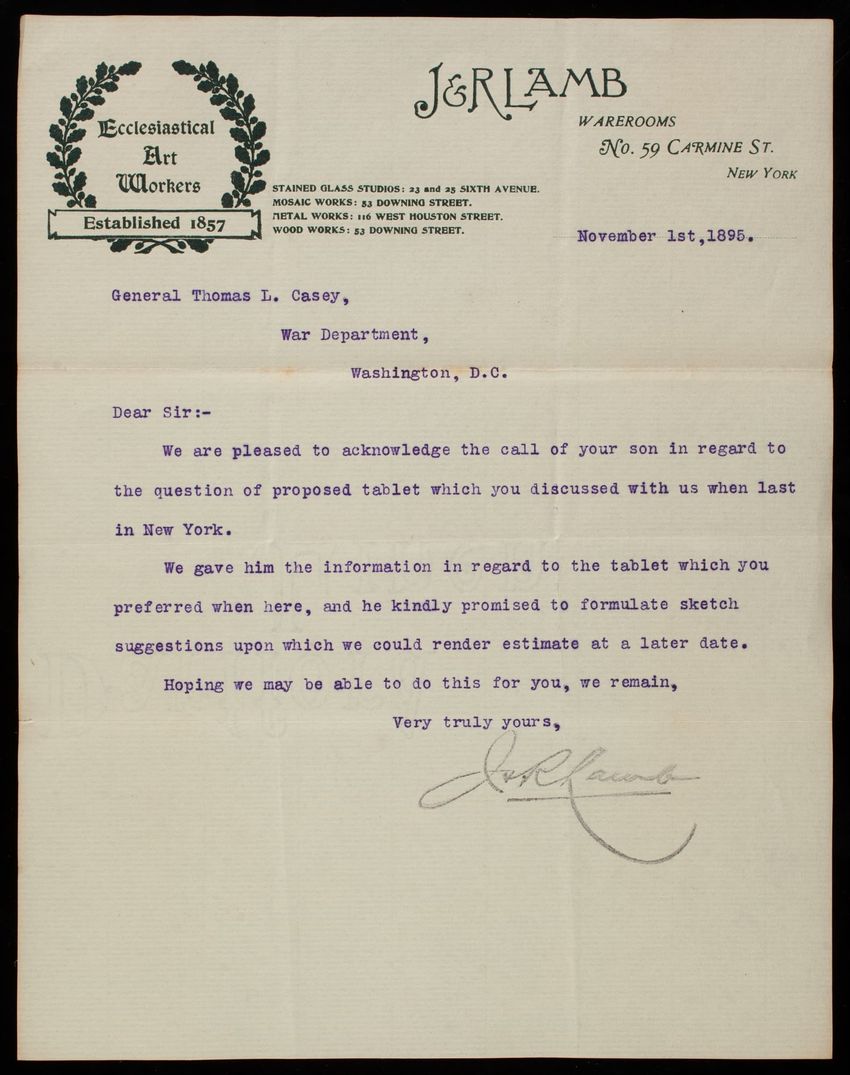 Ecclesiastical
Art
Workers
Established 1857
J & R LAMB
WAREROOMS
No. 59 CARMINE ST.
NEW YORK
STAINED GLASS STUDIOS: 23 and 25 SIXTH AVENUE.
MOSAIC WORKS: 53 DOWNING STREET.
METAL WORKS: 116 WEST HOUSTON STREET.
WOOD WORKS: 53 DOWNING STREET.
November 1st,1895.
General Thomas L. Casey,
War Department,
Washington, D.C.
Dear Sir:-
We are pleased to acknowledge the call of your son in regard to
the question of proposed tablet which you discussed with us when last
in New York.
We gave him the information in regard to the tablet which you
preferred when here, and he kindly promised to formulate sketch
suggestions upon which we could render estimate at a later date.
Hoping we may be able to do this for you, we remain,
Very truly yours,
J & R Lamb